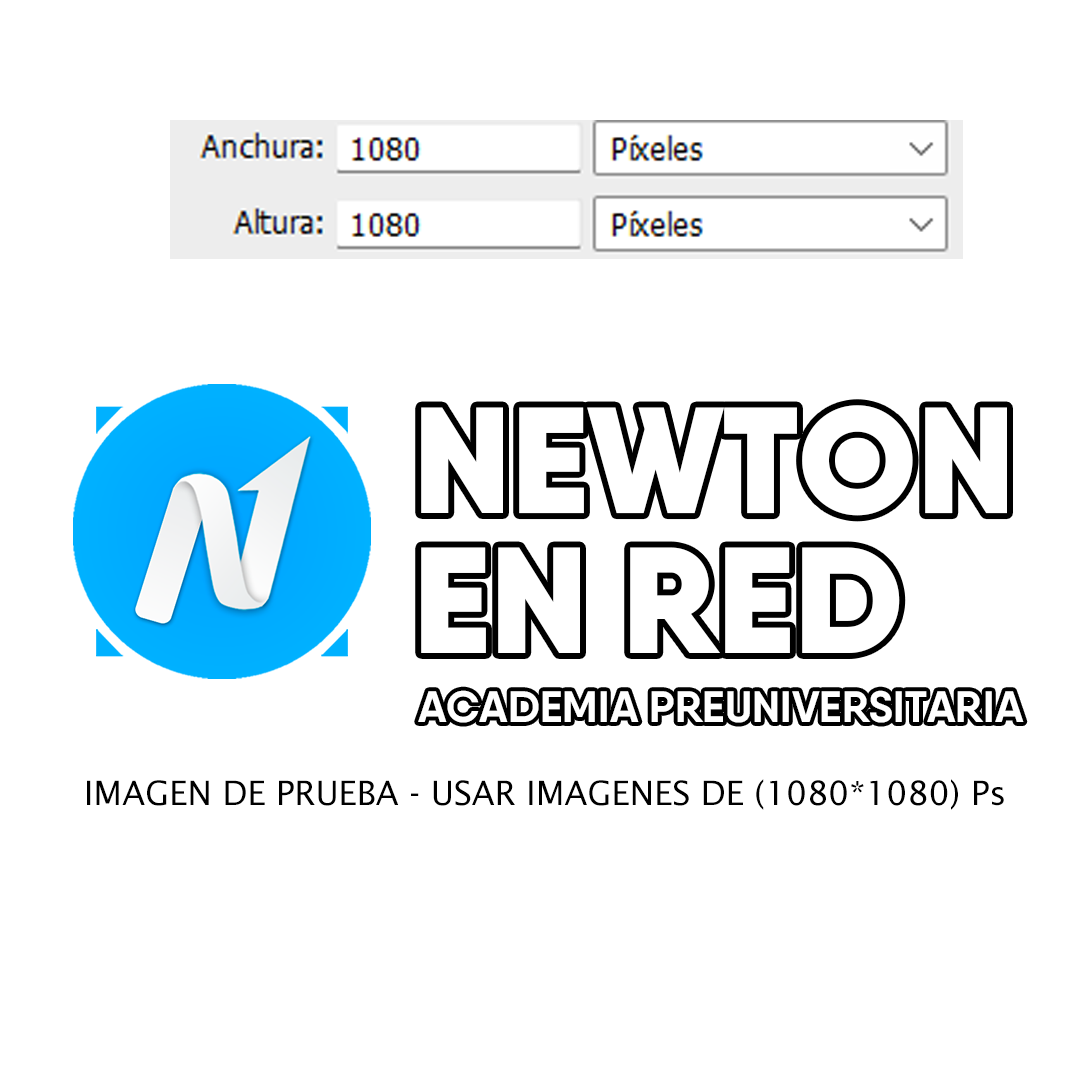 Anchura: 1080 Píxeles
Altura: 1080 Píxeles
NEWTON
EN RED
ACADEMIA PREUNIVERSITARIA
IMAGEN DE PRUEBA - USAR IMAGENES DE (1080*1080) Ps